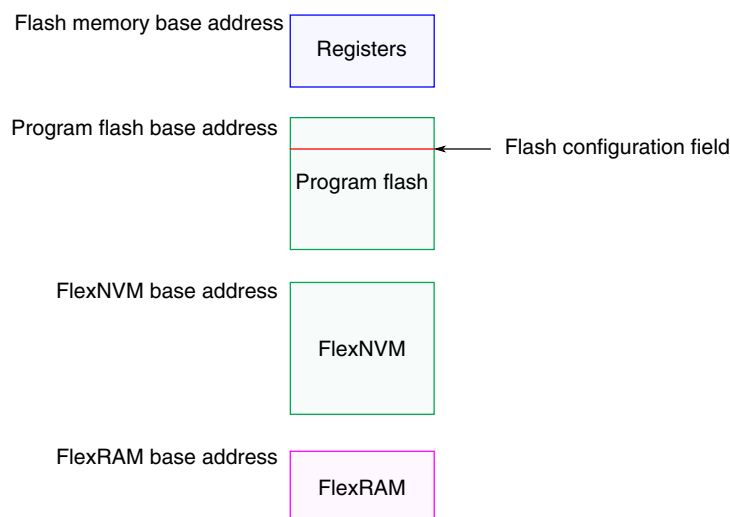 Flash memory base address
Registers
Program flash base address
Flash configuration field
Program flash
FlexNVM base address
FlexNVM
FlexRAM base address
FlexRAM